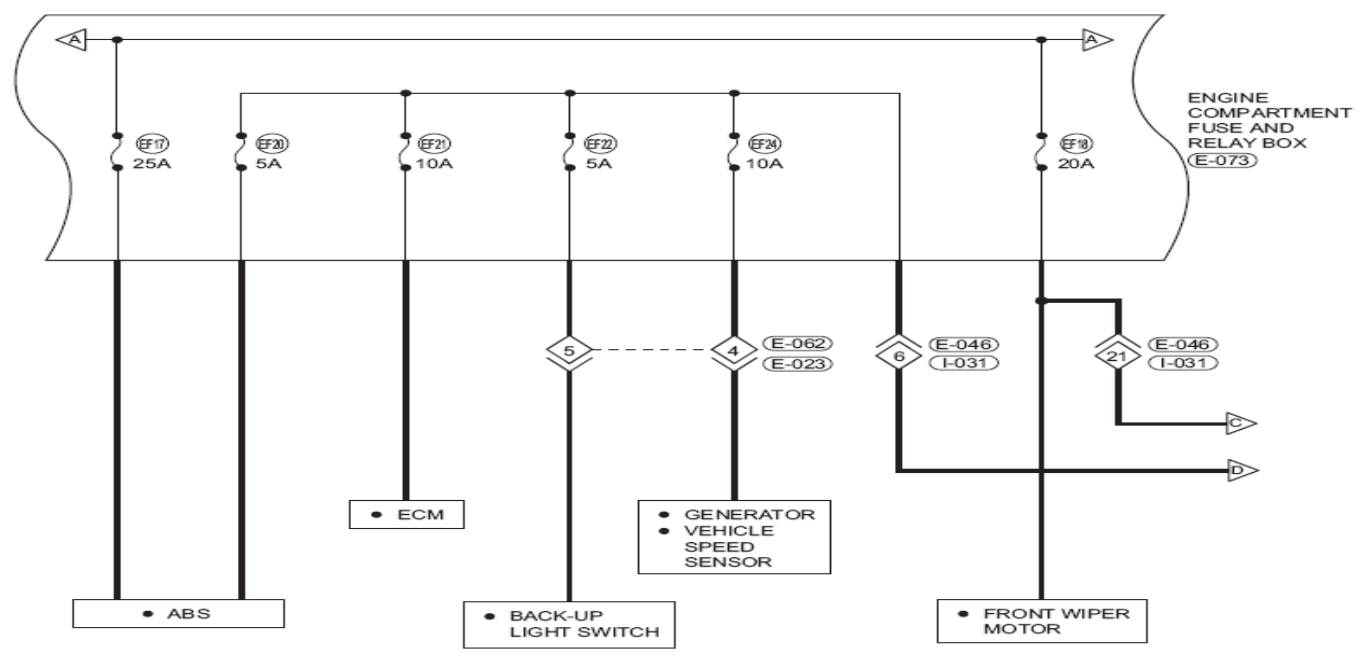 A
A
EF17
25A
EF20
5A
EF21
10A
EF22
5A
EF24
10A
EF18
20A
ENGINE
COMPARTMENT
FUSE AND
RELAY BOX
E-073
5
4
E-062
E-023
6
E-046
I-031
21
E-046
I-031
C
D
• ECM
• GENERATOR
• VEHICLE
SPEED
SENSOR
• ABS
• BACK-UP
LIGHT SWITCH
• FRONT WIPER
MOTOR